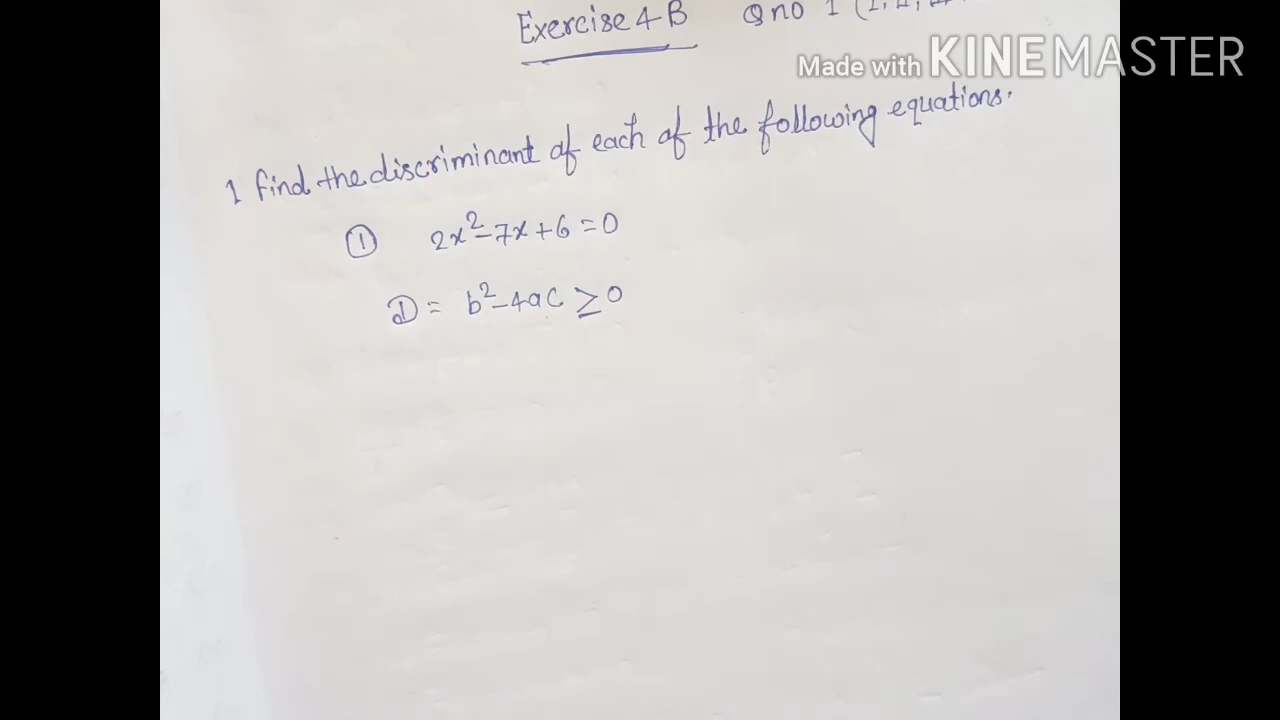 Exercise 4-B Q no 1
Made with KINEMASTER
1 Find the discriminant of each of the following equations.
① 2x²-7x+6=0
D = b²-4ac ≥0